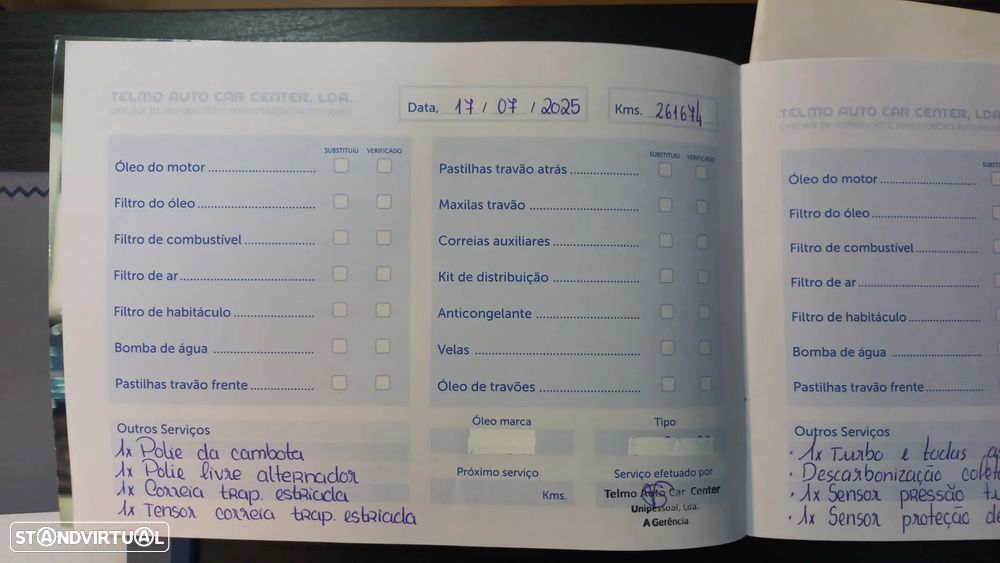 TELMO AUTO CAR CENTER, LDA.
OFICINA DE REPARAÇÃO E MANUTENÇÃO AUTOMÓVEL
Data, 17 / 07 / 2025
Kms. 261674
SUBSTITUIU VERIFICADO
Óleo do motor
Filtro do óleo
Filtro de combustível
Filtro de ar
Filtro de habitáculo
Bomba de água
Pastilhas travão frente
SUBSTITUIU VERIFICADO
Pastilhas travão atrás
Maxilas travão
Correias auxiliares
Kit de distribuição
Anticongelante
Velas
Óleo de travões
Outros Serviços
1x Polie da cambota
1x Polie livre alternador
1x Correia trap. estriada
1x Tensor correia trap. estriada
Óleo marca
Tipo
Próximo serviço
Kms.
Serviço efetuado por
Telmo Auto Car Center
Unipessoal, Lda.
A Gerência
TELMO AUTO CAR CENTER, LDA
OFICINA DE REPARAÇÃO E MANUTENÇÃO AUTOMÓ
Óleo do motor
Filtro do óleo
Filtro de combustível
Filtro de ar
Filtro de habitáculo
Bomba de água
Pastilhas travão frente
Outros Serviços
· 1x Turbo e todas
· Descarbonização
· 1x Sensor pressão
· 1x Sensor proteção
STANDVIRTUAL